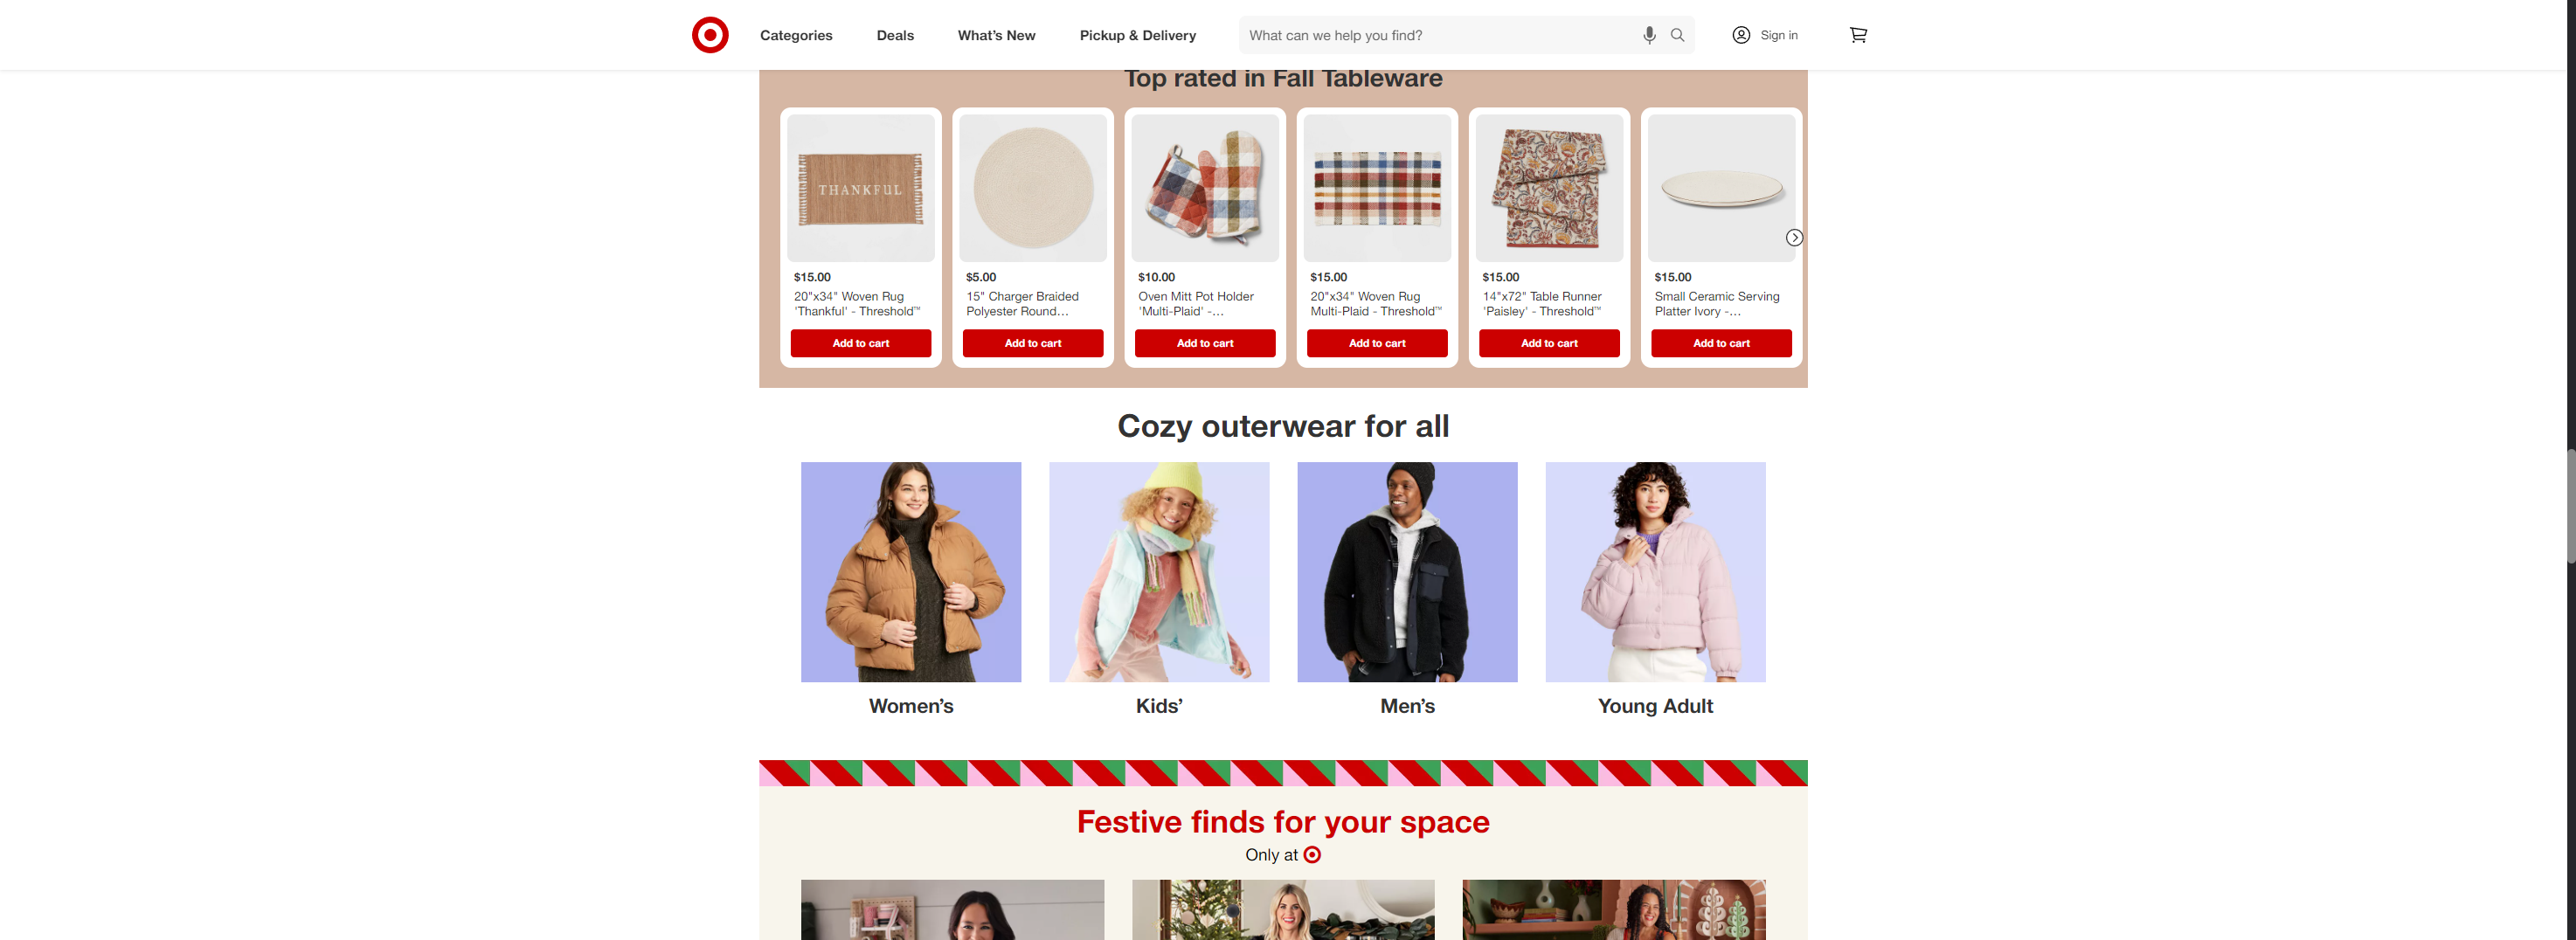 Categories
Deals
What's New
Pickup & Delivery
What can we help you find?
Sign in
Top rated in Fall Tableware
THANKFUL
$15.00
20"x34" Woven Rug
'Thankful' - Threshold™
Add to cart
$5.00
15" Charger Braided
Polyester Round...
Add to cart
$10.00
Oven Mitt Pot Holder
'Multi-Plaid' -...
Add to cart
$15.00
20"x34" Woven Rug
Multi-Plaid - Threshold™
Add to cart
$15.00
14"x72" Table Runner
'Paisley' - Threshold™
Add to cart
$15.00
Small Ceramic Serving
Platter Ivory -...
Add to cart
Cozy outerwear for all
Women's
Kids'
Men's
Young Adult
Festive finds for your space
Only at